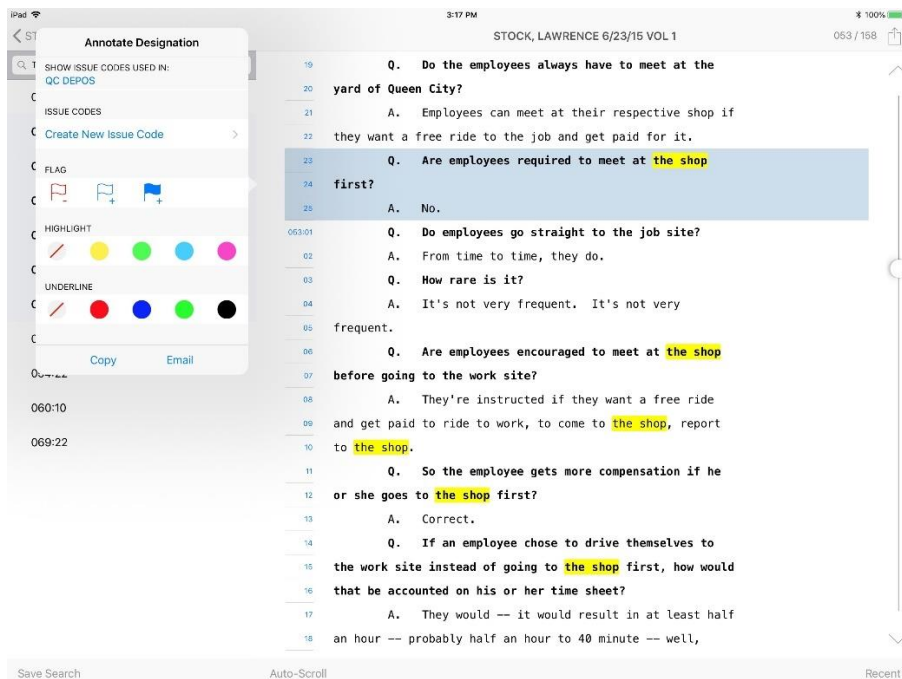 iPad
3:17 PM
100%
ST
STOCK, LAWRENCE 6/23/15 VOL 1
053 / 158
Annotate Designation
T
SHOW ISSUE CODES USED IN:
QC DEPOS
ISSUE CODES
Create New Issue Code
FLAG
HIGHLIGHT
UNDERLINE
Copy Email
060:10
069:22
19 Q. Do the employees always have to meet at the
20 yard of Queen City?
21 A. Employees can meet at their respective shop if
22 they want a free ride to the job and get paid for it.
23 Q. Are employees required to meet at the shop
24 first?
25 A. No.
053:01 Q. Do employees go straight to the job site?
02 A. From time to time, they do.
03 Q. How rare is it?
04 A. It's not very frequent. It's not very
05 frequent.
06 Q. Are employees encouraged to meet at the shop
07 before going to the work site?
08 A. They're instructed if they want a free ride
09 and get paid to ride to work, to come to the shop, report
10 to the shop.
11 Q. So the employee gets more compensation if he
12 or she goes to the shop first?
13 A. Correct.
14 Q. If an employee chose to drive themselves to
15 the work site instead of going to the shop first, how would
16 that be accounted on his or her time sheet?
17 A. They would -- it would result in at least half
18 an hour -- probably half an hour to 40 minute -- well,
Save Search
Auto-Scroll
Recent